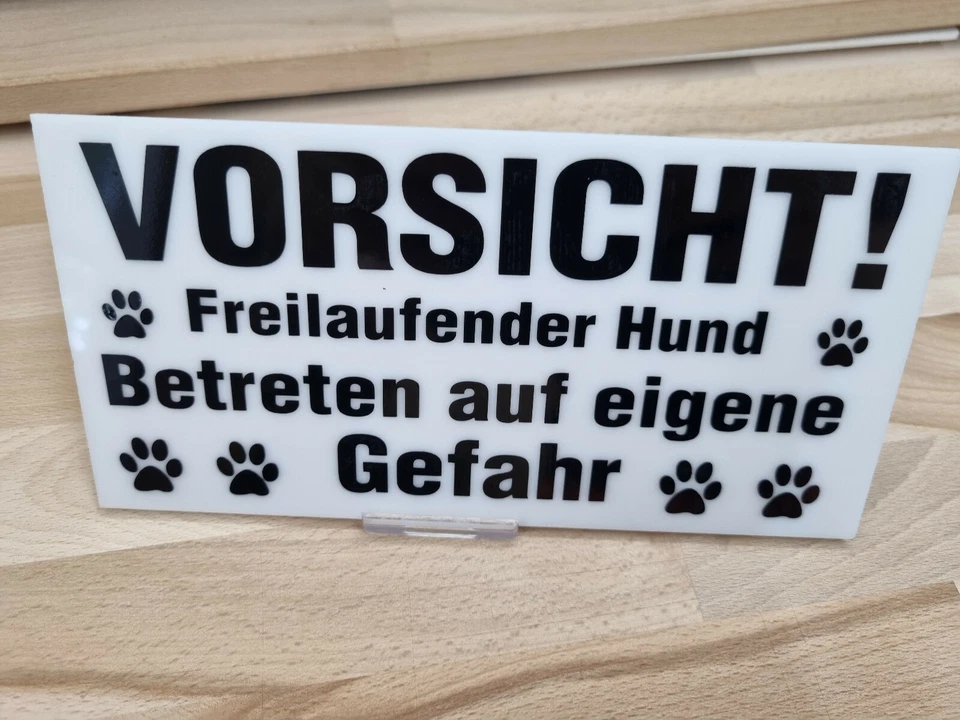 VORSICHT!
Freilaufender Hund
Betreten auf eigene
Gefahr